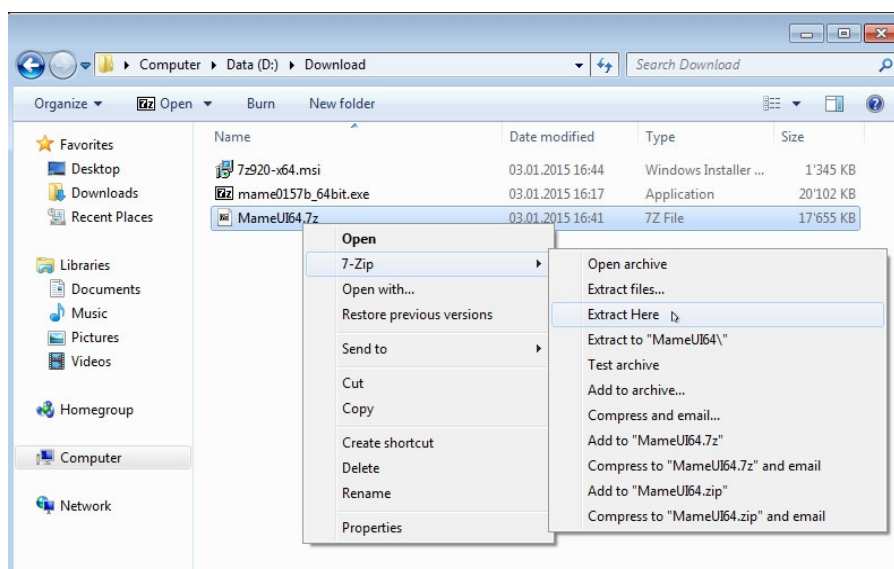 Computer ▸ Data (D:) ▸ Download
Search Download
Organize Open Burn New folder
Favorites
Desktop
Downloads
Recent Places
Libraries
Documents
Music
Pictures
Videos
Homegroup
Computer
Network
Name Date modified Type Size
7z920-x64.msi 03.01.2015 16:44 Windows Installer ... 1'345 KB
mame0157b_64bit.exe 03.01.2015 16:17 Application 20'102 KB
MameUI64.7z 03.01.2015 16:41 7Z File 17'655 KB
Open
7-Zip
Open with...
Restore previous versions
Send to
Cut
Copy
Create shortcut
Delete
Rename
Properties
Open archive
Extract files...
Extract Here
Extract to "MameUI64\"
Test archive
Add to archive...
Compress and email...
Add to "MameUI64.7z"
Compress to "MameUI64.7z" and email
Add to "MameUI64.zip"
Compress to "MameUI64.zip" and email